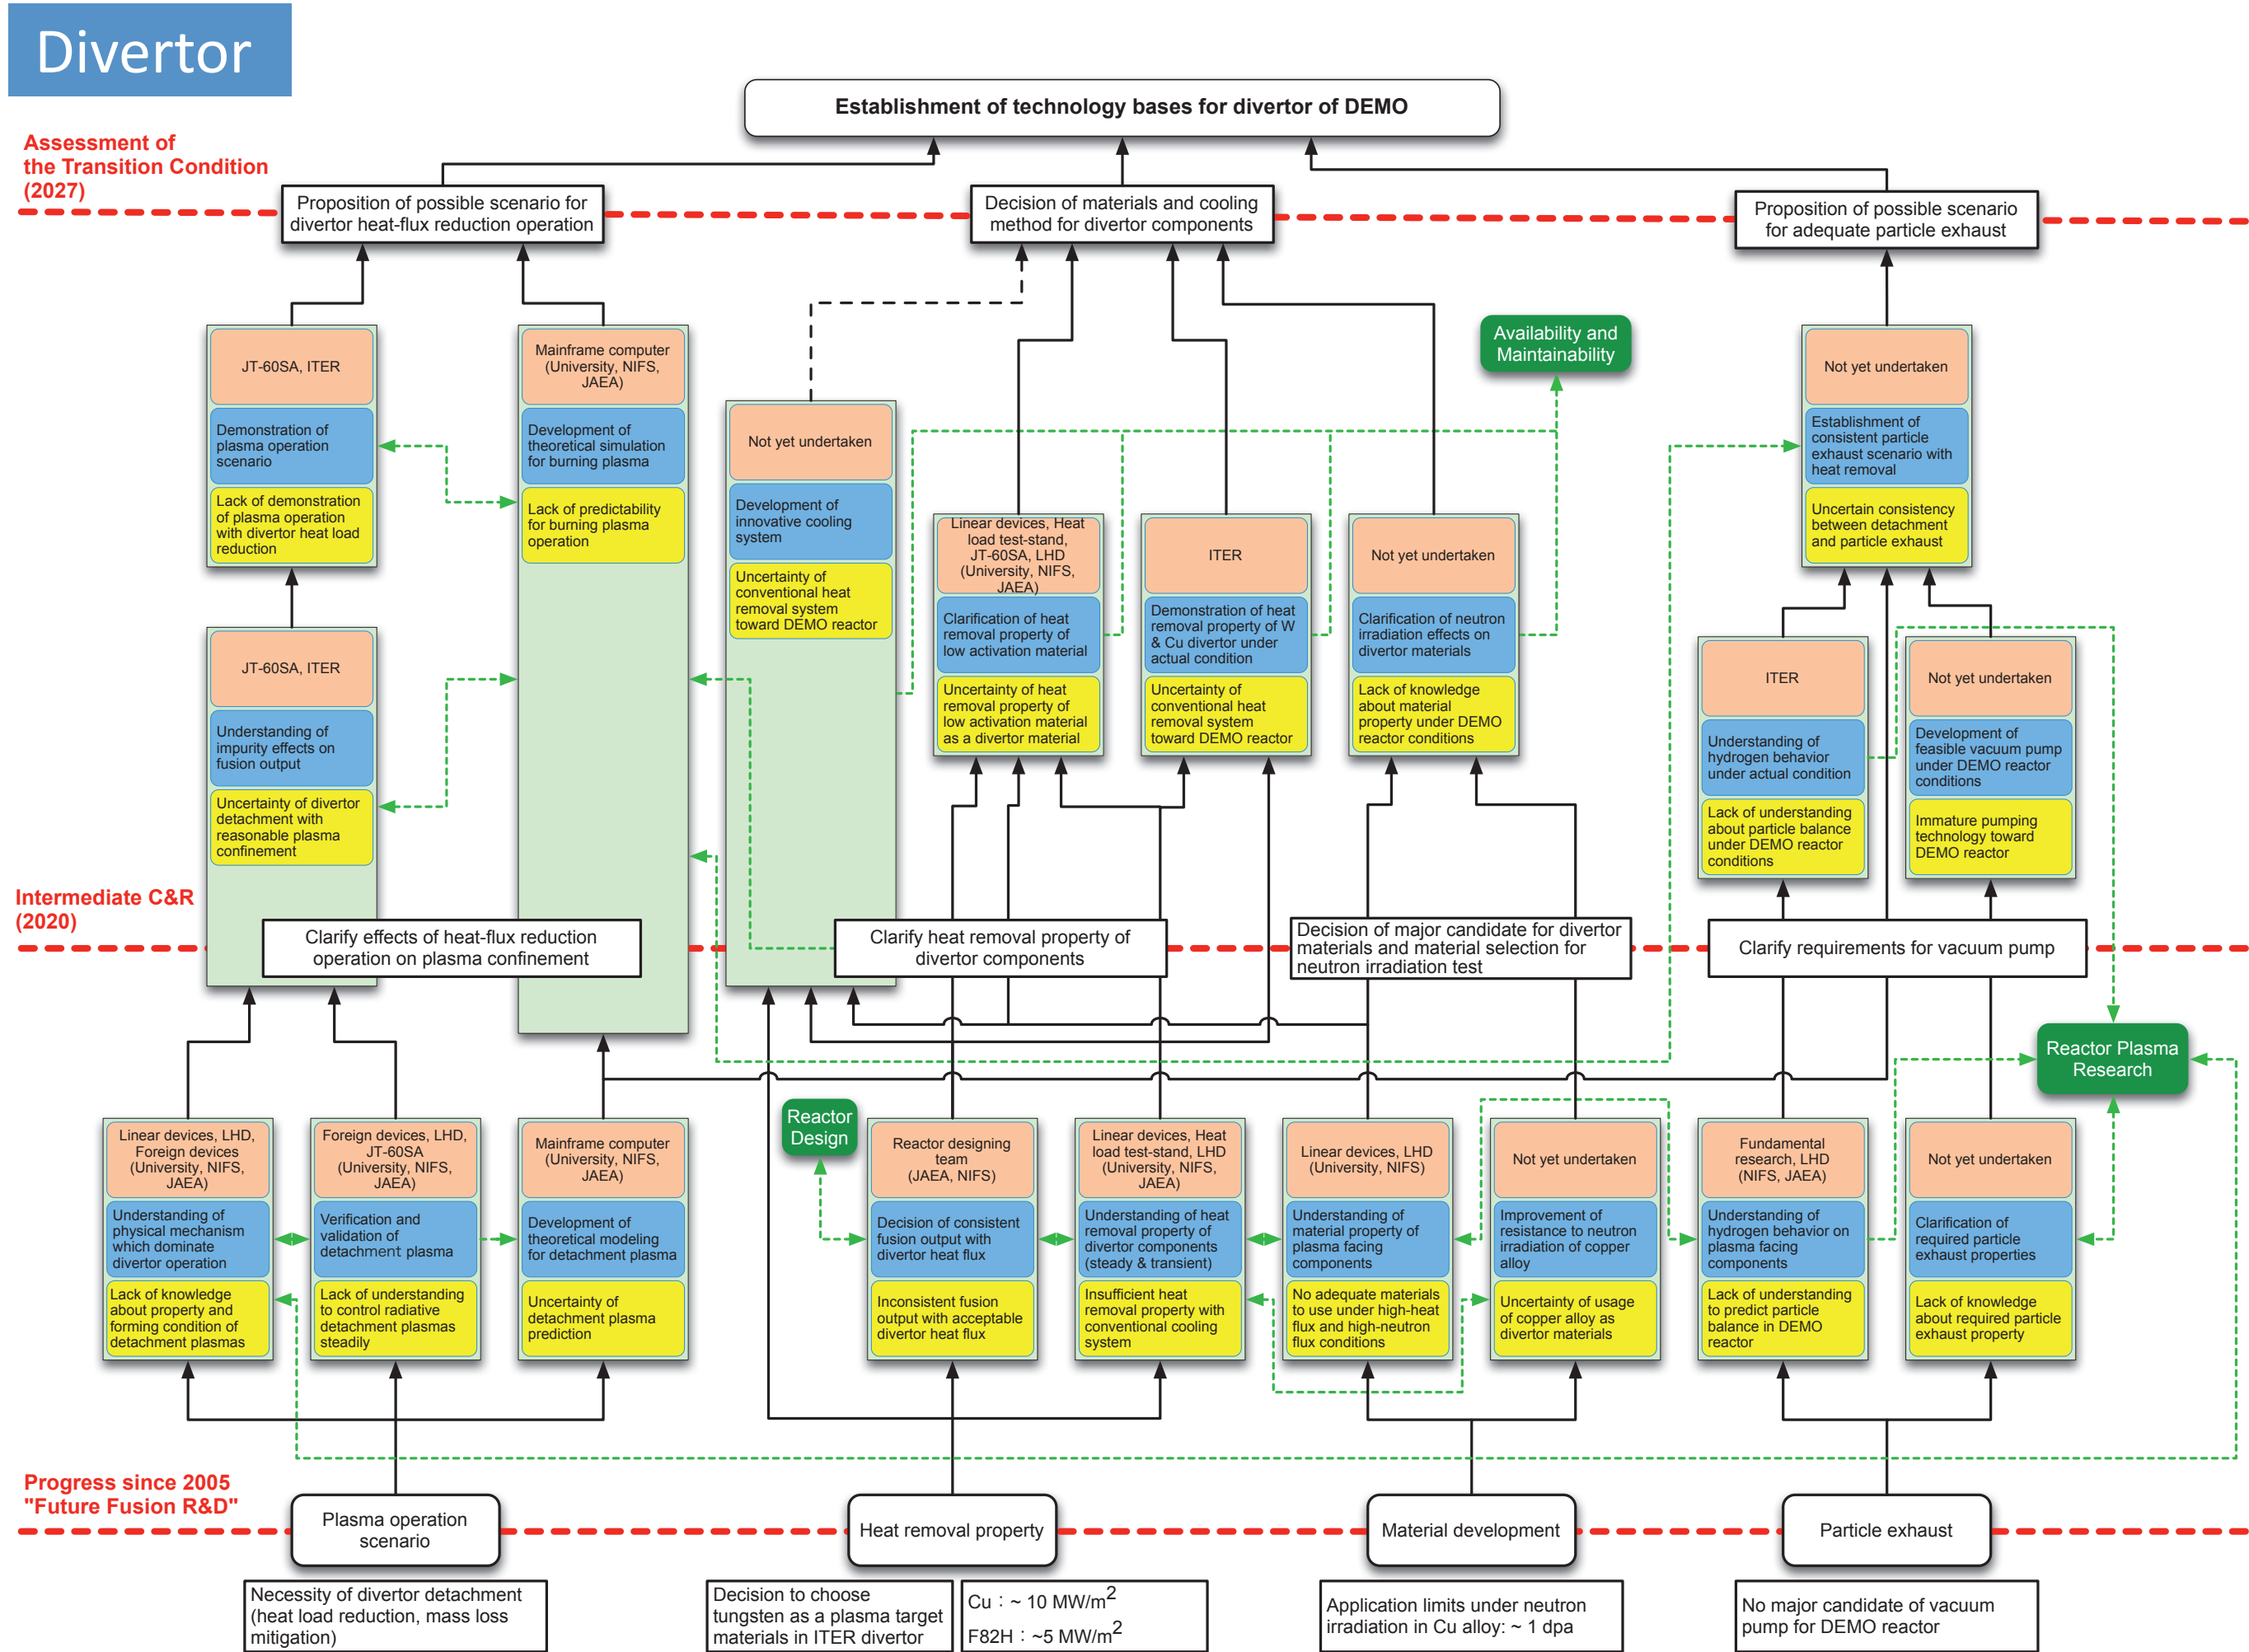 Divertor
Establishment of technology bases for divertor of DEMO
Assessment of
the Transition Condition
(2027)
Proposition of possible scenario for
divertor heat-flux reduction operation
Decision of materials and cooling
method for divertor components
Proposition of possible scenario
for adequate particle exhaust
JT-60SA, ITER
Demonstration of
plasma operation
scenario
Lack of demonstration
of plasma operation
with divertor heat load
reduction
Mainframe computer
(University, NIFS,
JAEA)
Development of
theoretical simulation
for burning plasma
Lack of predictability
for burning plasma
operation
Not yet undertaken
Development of
innovative cooling
system
Uncertainty of
conventional heat
removal system
toward DEMO reactor
Linear devices, Heat
load test-stand,
JT-60SA, LHD
(University, NIFS,
JAEA)
Clarification of heat
removal property of
low activation material
Uncertainty of heat
removal property of
low activation material
as a divertor material
ITER
Demonstration of heat
removal property of W
& Cu divertor under
actual condition
Uncertainty of
conventional heat
removal system
toward DEMO reactor
Not yet undertaken
Clarification of neutron
irradiation effects on
divertor materials
Lack of knowledge
about material
property under DEMO
reactor conditions
Availability and
Maintainability
Not yet undertaken
Establishment of
consistent particle
exhaust scenario with
heat removal
Uncertain consistency
between detachment
and particle exhaust
JT-60SA, ITER
Understanding of
impurity effects on
fusion output
Uncertainty of divertor
detachment with
reasonable plasma
confinement
ITER
Understanding of
hydrogen behavior
under actual condition
Lack of understanding
about particle balance
under DEMO reactor
conditions
Not yet undertaken
Development of
feasible vacuum pump
under DEMO reactor
conditions
Immature pumping
technology toward
DEMO reactor
Intermediate C&R
(2020)
Clarify effects of heat-flux reduction
operation on plasma confinement
Clarify heat removal property of
divertor components
Decision of major candidate for divertor
materials and material selection for
neutron irradiation test
Clarify requirements for vacuum pump
Reactor Plasma
Research
Reactor
Design
Linear devices, LHD,
Foreign devices
(University, NIFS,
JAEA)
Understanding of
physical mechanism
which dominate
divertor operation
Lack of knowledge
about property and
forming condition of
detachment plasmas
Foreign devices, LHD,
JT-60SA
(University, NIFS,
JAEA)
Verification and
validation of
detachment plasma
Lack of understanding
to control radiative
detachment plasmas
steadily
Mainframe computer
(University, NIFS,
JAEA)
Development of
theoretical modeling
for detachment plasma
Uncertainty of
detachment plasma
prediction
Reactor designing
team
(JAEA, NIFS)
Decision of consistent
fusion output with
divertor heat flux
Inconsistent fusion
output with acceptable
divertor heat flux
Linear devices, Heat
load test-stand, LHD
(University, NIFS,
JAEA)
Understanding of heat
removal property of
divertor components
(steady & transient)
Insufficient heat
removal property with
conventional cooling
system
Linear devices, LHD
(University, NIFS)
Understanding of
material property of
plasma facing
components
No adequate materials
to use under high-heat
flux and high-neutron
flux conditions
Not yet undertaken
Improvement of
resistance to neutron
irradiation of copper
alloy
Uncertainty of usage
of copper alloy as
divertor materials
Fundamental
research, LHD
(NIFS, JAEA)
Understanding of
hydrogen behavior on
plasma facing
components
Lack of understanding
to predict particle
balance in DEMO
reactor
Not yet undertaken
Clarification of
required particle
exhaust properties
Lack of knowledge
about required particle
exhaust property
Progress since 2005
"Future Fusion R&D"
Plasma operation
scenario
Heat removal property
Material development
Particle exhaust
Necessity of divertor detachment
(heat load reduction, mass loss
mitigation)
Decision to choose
tungsten as a plasma target
materials in ITER divertor
Cu：~ 10 MW/m²
F82H：~5 MW/m²
Application limits under neutron
irradiation in Cu alloy: ~ 1 dpa
No major candidate of vacuum
pump for DEMO reactor